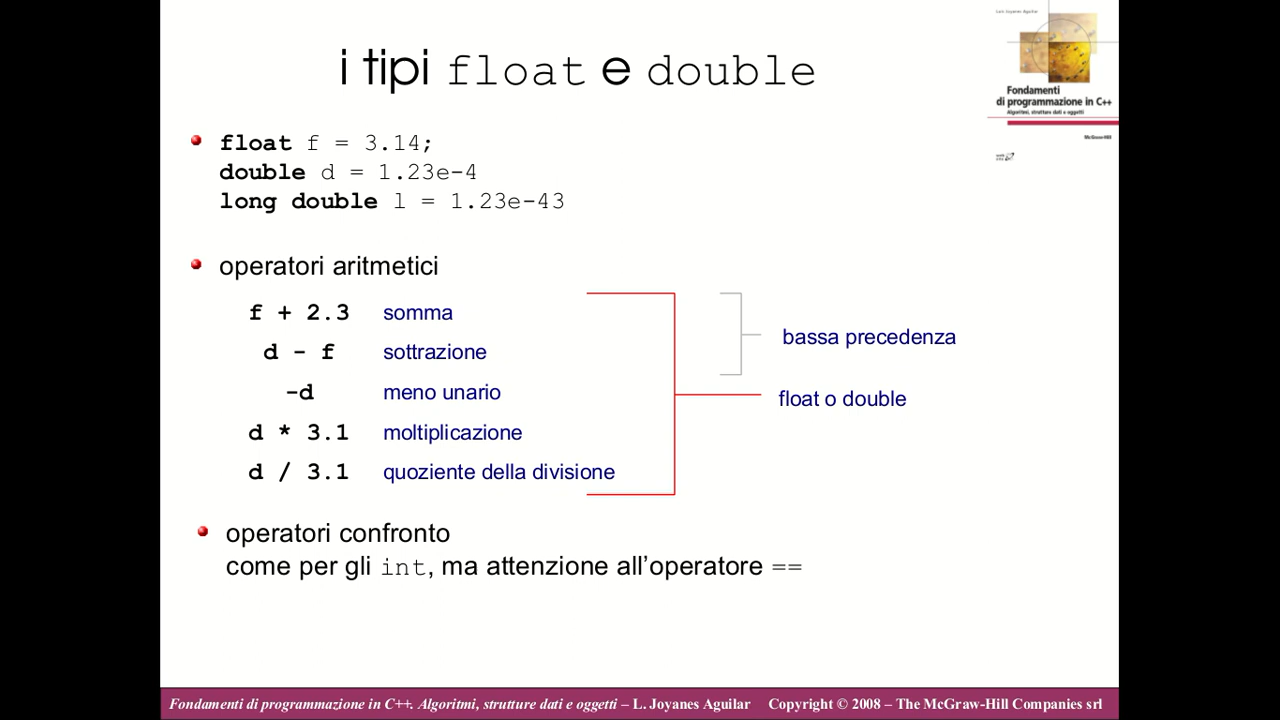 i tipi float e double
Luis Joyanes Aguilar
Fondamenti
di programmazione in C++
Algoritmi, strutture dati e oggetti
McGraw-Hill
float f = 3.14;
double d = 1.23e-4
long double l = 1.23e-43
operatori aritmetici
f + 2.3 somma
d - f sottrazione
-d meno unario
d * 3.1 moltiplicazione
d / 3.1 quoziente della divisione
bassa precedenza
float o double
operatori confronto
come per gli int, ma attenzione all’operatore ==
Fondamenti di programmazione in C++. Algoritmi, strutture dati e oggetti – L. Joyanes Aguilar Copyright © 2008 – The McGraw-Hill Companies srl